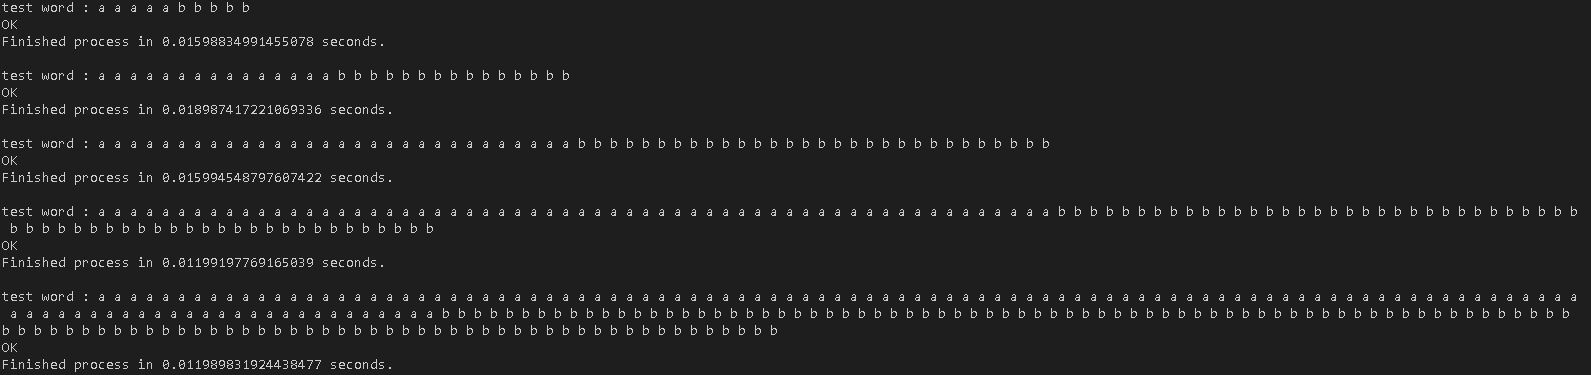 test word : a a a a a b b b b b
OK
Finished process in 0.01598834991455078 seconds.
test word : a a a a a a a a a a a a a a a b b b b b b b b b b b b b b b
OK
Finished process in 0.018987417221069336 seconds.
test word : a a a a a a a a a a a a a a a a a a a a a a a a a a a a a a b b b b b b b b b b b b b b b b b b b b b b b b b b b b b b
OK
Finished process in 0.015994548797607422 seconds.
test word : a a a a a a a a a a a a a a a a a a a a a a a a a a a a a a a a a a a a a a a a a a a a a a a a a a a a a a a a a a a a b b b b b b b b b b b b b b b b b b b b b b b b b b b b b b b b b
b b b b b b b b b b b b b b b b b b b b b b b b b b b
OK
Finished process in 0.01199197769165039 seconds.
test word : a a a a a a a a a a a a a a a a a a a a a a a a a a a a a a a a a a a a a a a a a a a a a a a a a a a a a a a a a a a a a a a a a a a a a a a a a a a a a a a a a a a a a a a a a a a a a
a a a a a a a a a a a a a a a a a a a a a a a a a a a b b b b b b b b b b b b b b b b b b b b b b b b b b b b b b b b b b b b b b b b b b b b b b b b b b b b b b b b b b b b b b b b b b b b b b b
b b b b b b b b b b b b b b b b b b b b b b b b b b b b b b b b b b b b b b b b b b b b b b b b b
OK
Finished process in 0.011989831924438477 seconds.